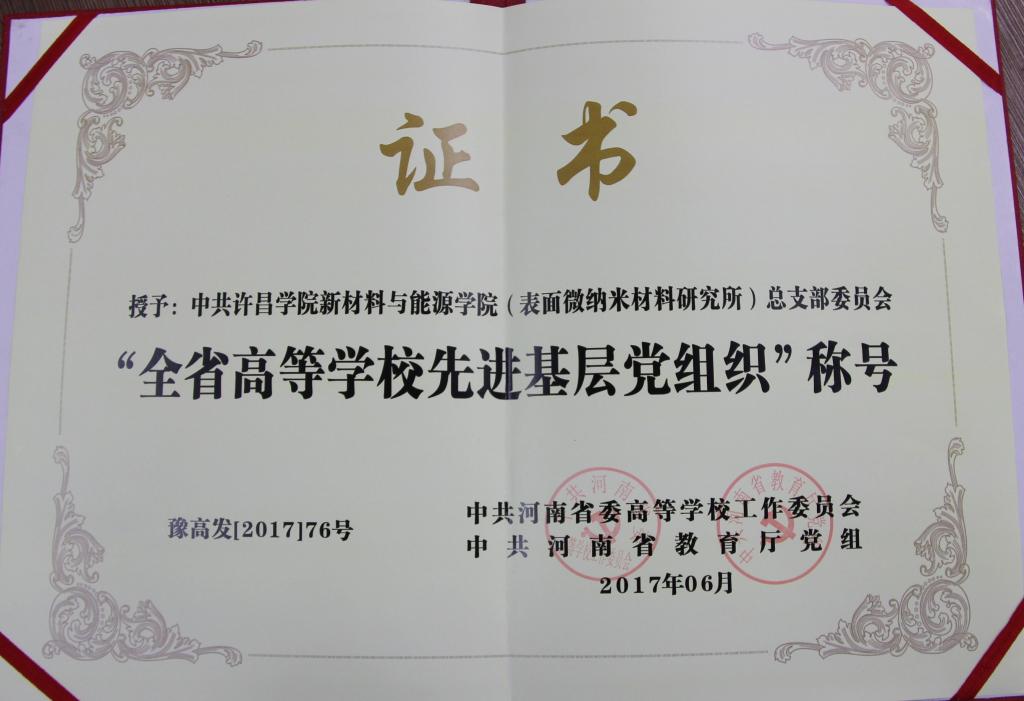 证书
授予：中共许昌学院新材料与能源学院（表面微纳米材料研究所）总支部委员会
“全省高等学校先进基层党组织”称号
豫高发[2017]76号
中共河南省委高等学校工作委员会
中共河南省教育厅党组
2017年06月